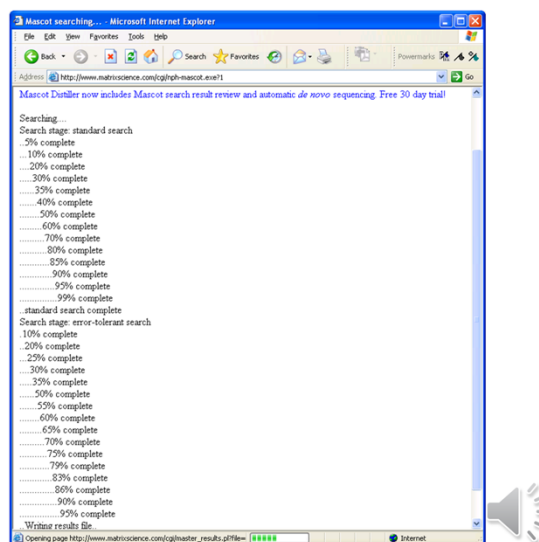 Mascot searching... - Microsoft Internet Explorer
File Edit View Favorites Tools Help
Back Search Favorites Powermarks
Address http://www.matrixscience.com/cgi/nph-mascot.exe?1 Go
Mascot Distiller now includes Mascot search result review and automatic de novo sequencing. Free 30 day trial!
Searching....
Search stage: standard search
..5% complete
...10% complete
....20% complete
.....30% complete
......35% complete
.......40% complete
........50% complete
.........60% complete
..........70% complete
...........80% complete
............85% complete
.............90% complete
..............95% complete
...............99% complete
..standard search complete
Search stage: error-tolerant search
.10% complete
..20% complete
...25% complete
....30% complete
.....35% complete
......50% complete
.......55% complete
........60% complete
.........65% complete
..........70% complete
...........75% complete
............79% complete
.............83% complete
..............86% complete
...............90% complete
................95% complete
..Writing results file..
Opening page http://www.matrixscience.com/cgi/master_results.pl?file= Internet